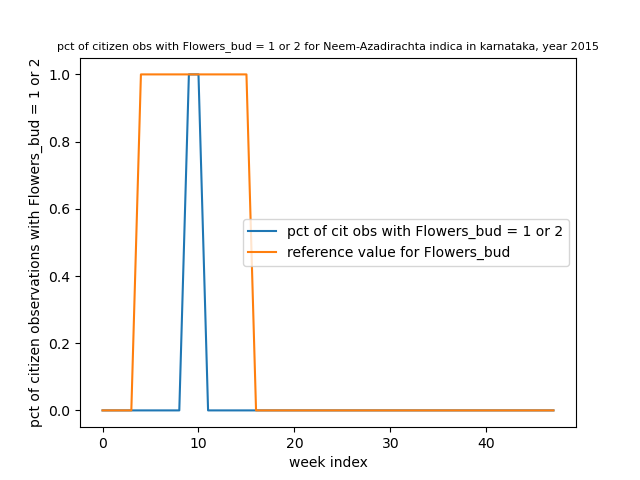 pct of citizen obs with Flowers_bud = 1 or 2 for Neem-Azadirachta indica in karnataka, year 2015
pct of citizen observations with Flowers_bud = 1 or 2
1.0
0.8
0.6
0.4
0.2
0.0
pct of cit obs with Flowers_bud = 1 or 2
reference value for Flowers_bud
0 10 20 30 40
week index